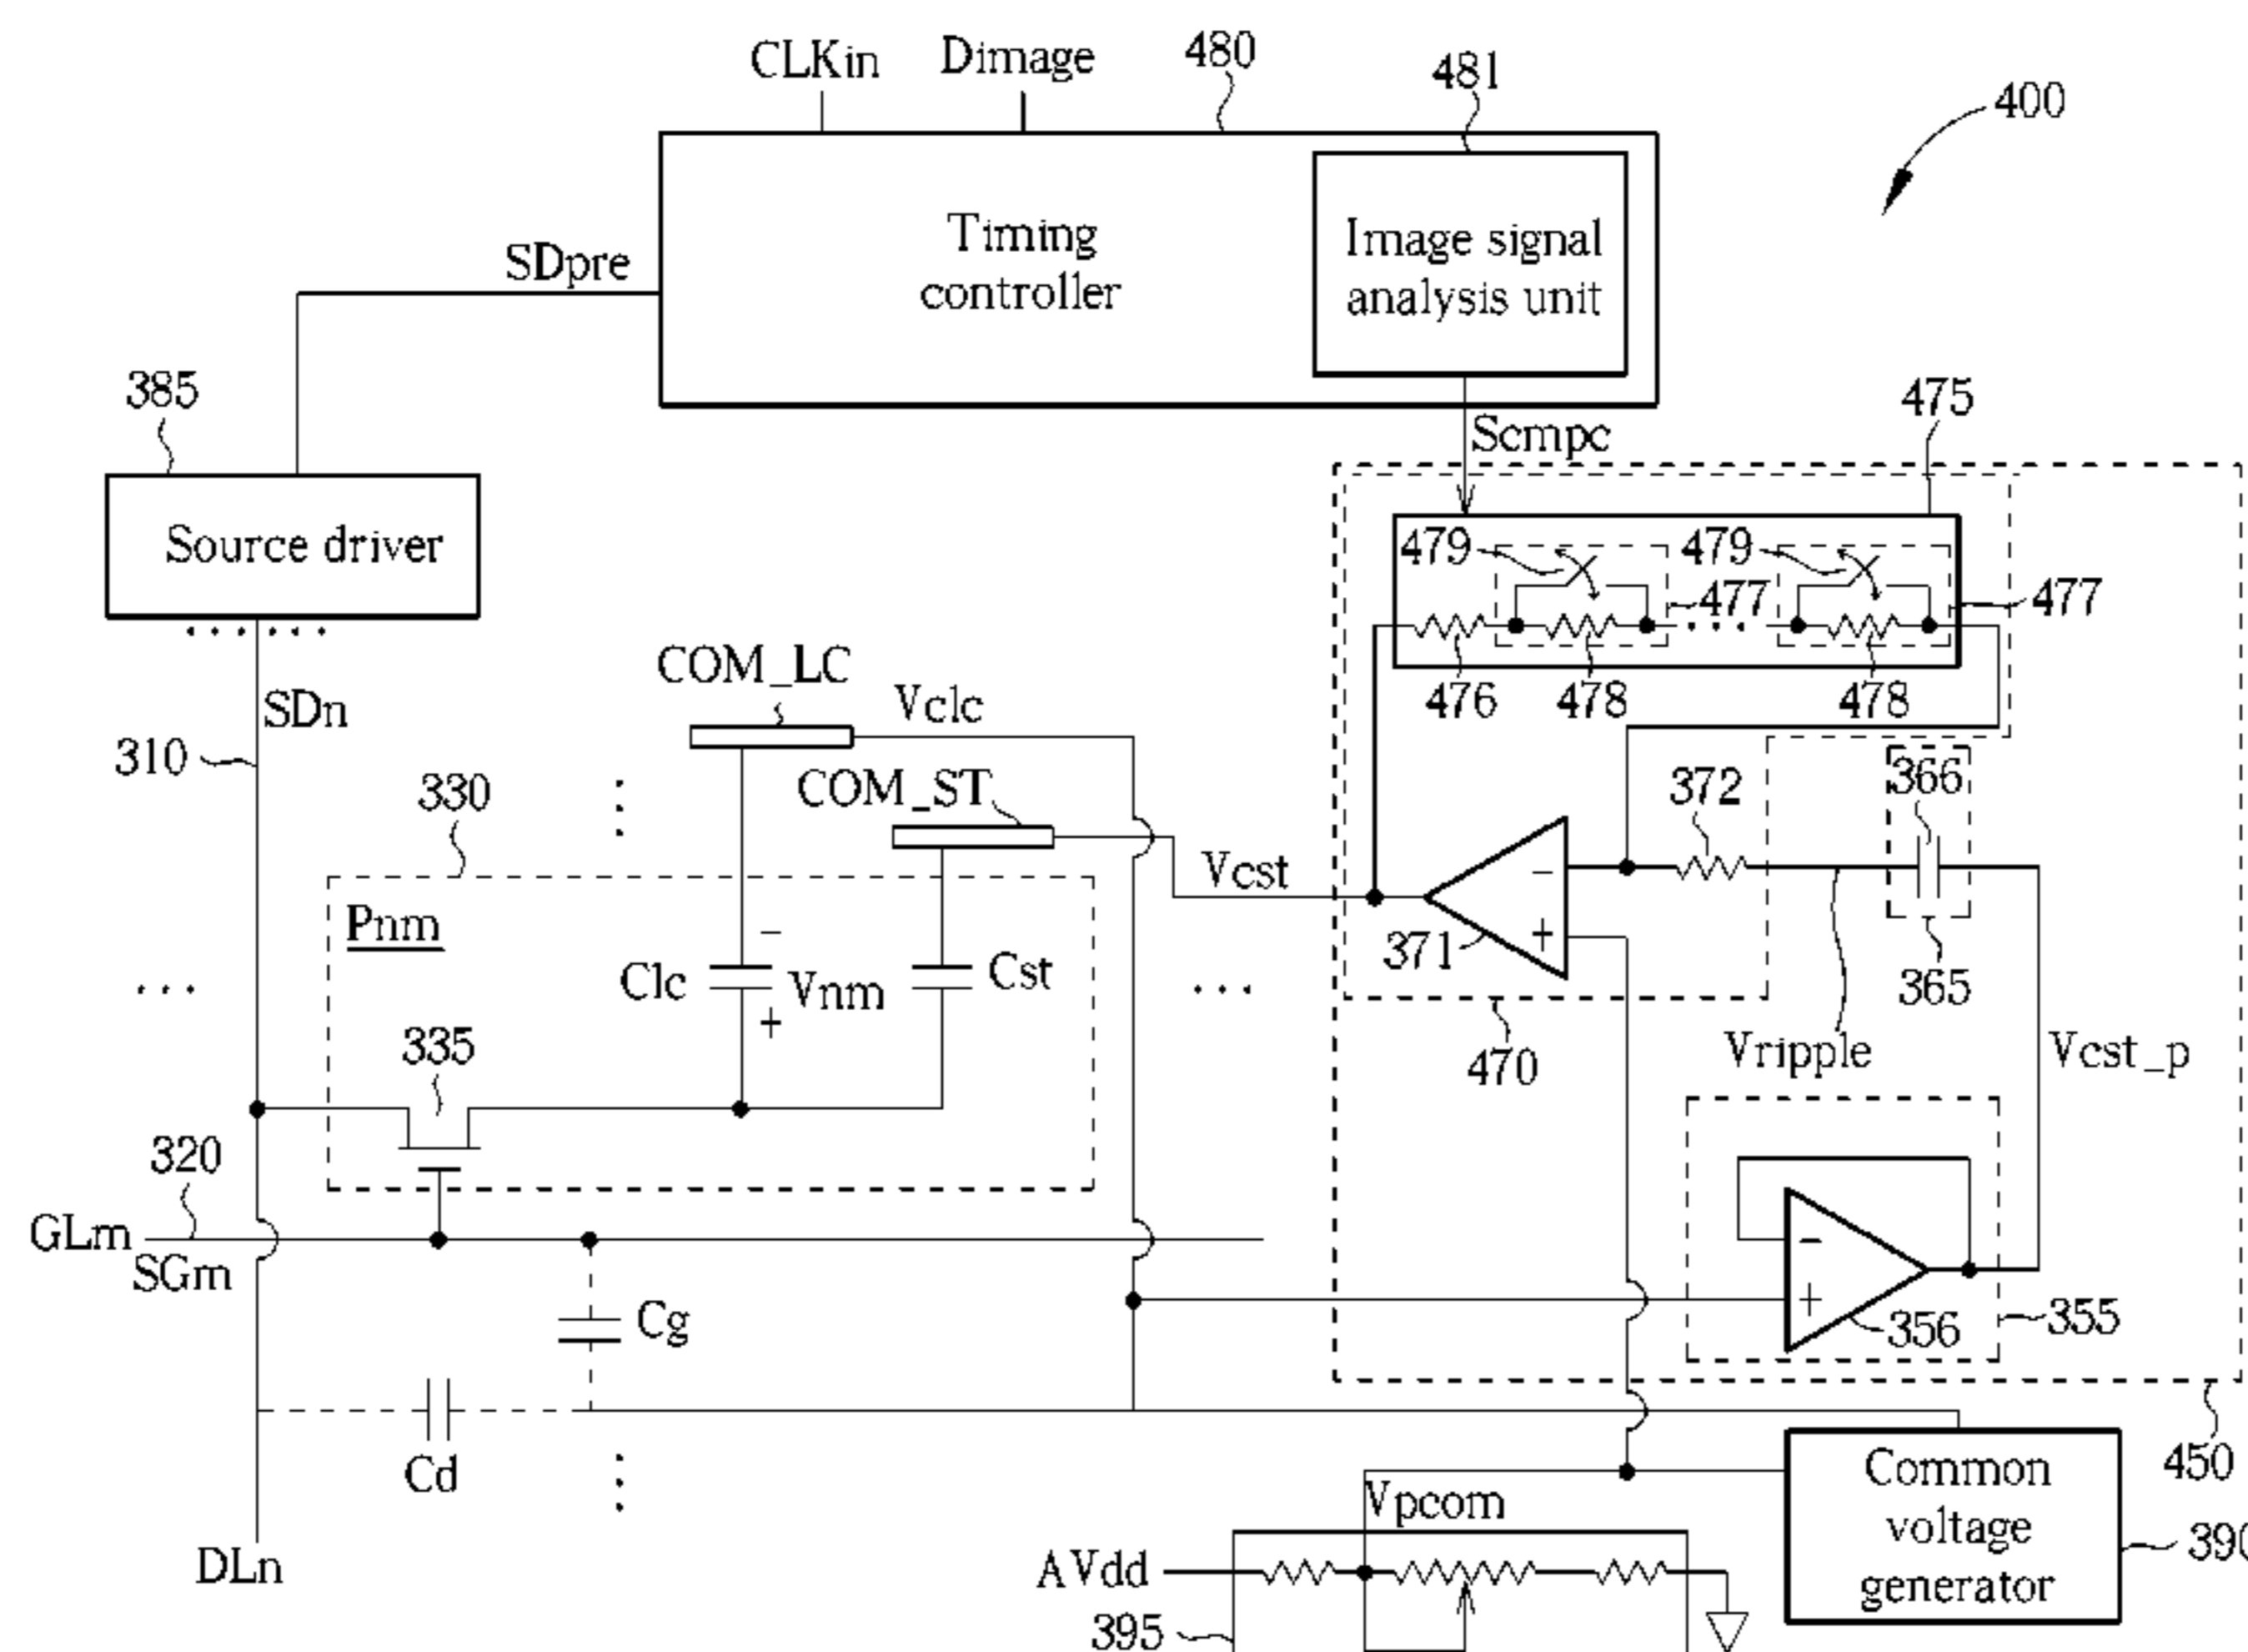 CLKin
Dimage
480
481
400
Timing
controller
Image signal
analysis unit
SDpre
385
Scmpc
475
Source driver
479
479
477
477
COM_LC
Vclc
476
478
478
SDn
310
330
COM_ST
372
366
Vcst
Pnm
−
−
+
371
Clc
Vnm
Cst
365
+
335
470
Vripple
Vcst_p
320
GLm
SGm
−
+
Cg
356
355
Cd
450
Common
voltage
generator
Vpcom
DLn
AVdd
395